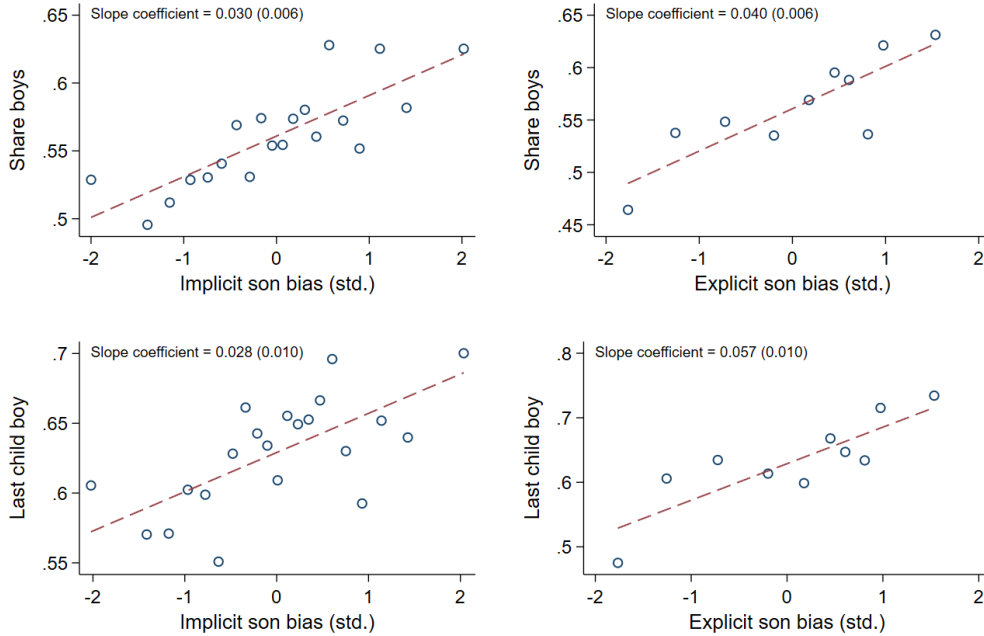 Slope coefficient = 0.030 (0.006)
.65
.6
.55
.5
Share boys
-2 -1 0 1 2
Implicit son bias (std.)
Slope coefficient = 0.040 (0.006)
.65
.6
.55
.5
.45
Share boys
-2 -1 0 1 2
Explicit son bias (std.)
Slope coefficient = 0.028 (0.010)
.7
.65
.6
.55
Last child boy
-2 -1 0 1 2
Implicit son bias (std.)
Slope coefficient = 0.057 (0.010)
.8
.7
.6
.5
Last child boy
-2 -1 0 1 2
Explicit son bias (std.)